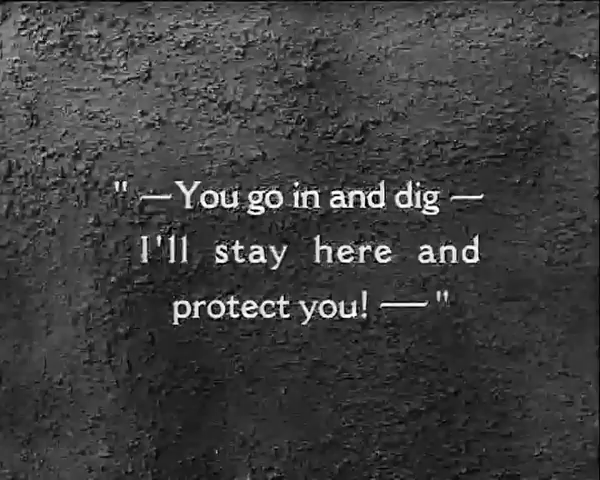 " —You go in and dig —
I'll stay here and
protect you! — "